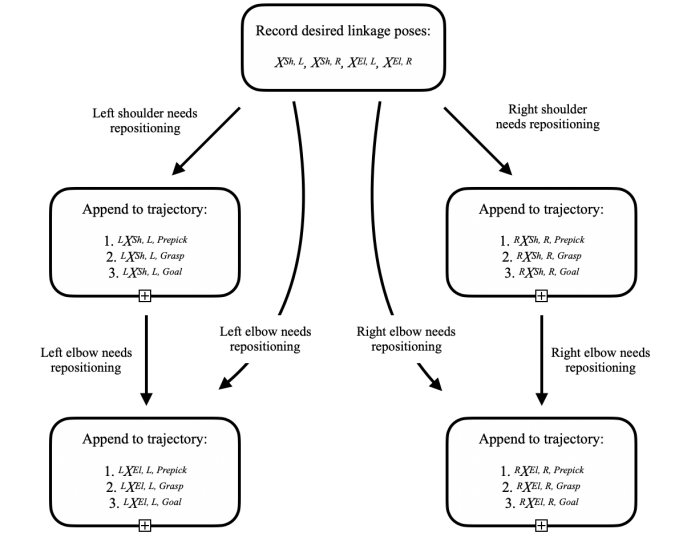 Record desired linkage poses:
XSh, L, XSh, R, XEl, L, XEl, R
Left shoulder needs
repositioning
Right shoulder
needs repositioning
Append to trajectory:
1. LXSh, L, Prepick
2. LXSh, L, Grasp
3. LXSh, L, Goal
Append to trajectory:
1. RXSh, R, Prepick
2. RXSh, R, Grasp
3. RXSh, R, Goal
Left elbow needs
repositioning
Left elbow needs
repositioning
Right elbow needs
repositioning
Right elbow needs
repositioning
Append to trajectory:
1. LXEl, L, Prepick
2. LXEl, L, Grasp
3. LXEl, L, Goal
Append to trajectory:
1. RXEl, R, Prepick
2. RXEl, R, Grasp
3. RXEl, R, Goal